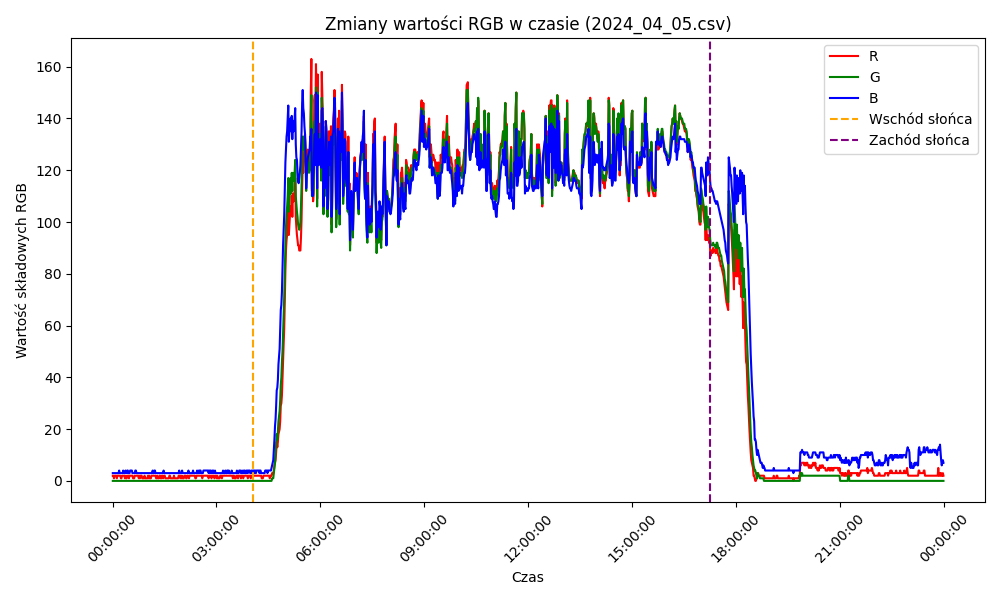 Zmiany wartości RGB w czasie (2024_04_05.csv)
Wartość składowych RGB
160
140
120
100
80
60
40
20
0
R
G
B
Wschód słońca
Zachód słońca
00:00:00
03:00:00
06:00:00
09:00:00
12:00:00
15:00:00
18:00:00
21:00:00
00:00:00
Czas